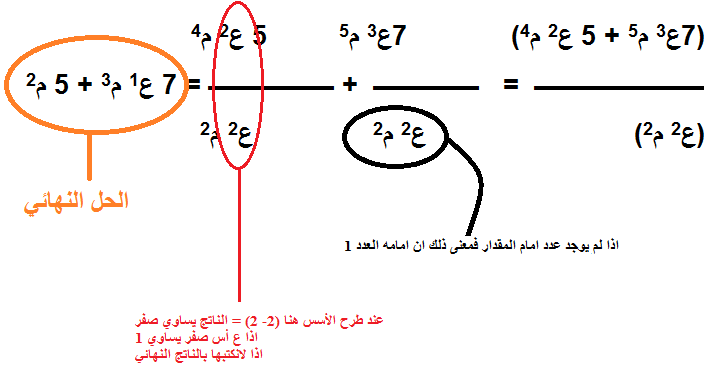 (7ع³ م⁵ + 5 ع² م⁴) = 7ع³ م⁵ + 5 ع² م⁴ = 7 ع¹ م³ + 5 م²
(ع² م²) ع² م² ع² م²
الحل النهائي
اذا لم يوجد عدد امام المقدار فمعنى ذلك ان امامه العدد 1
عند طرح الأسس هنا (2- 2) = الناتج يساوي صفر
اذا ع أس صفر يساوي 1
اذا لانكتبها بالناتج النهائي